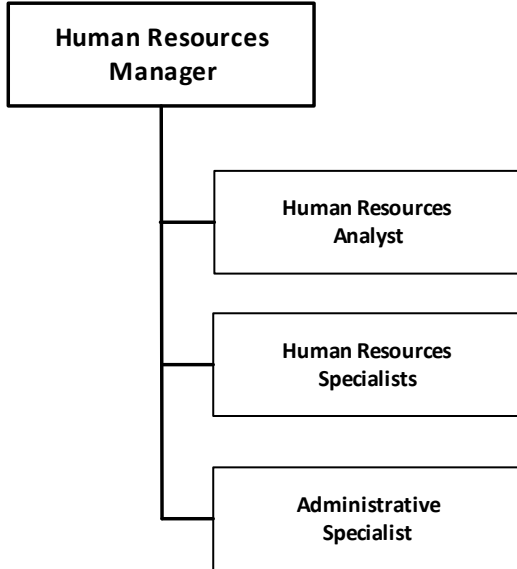 Human Resources
Manager
Human Resources
Analyst
Human Resources
Specialists
Administrative
Specialist